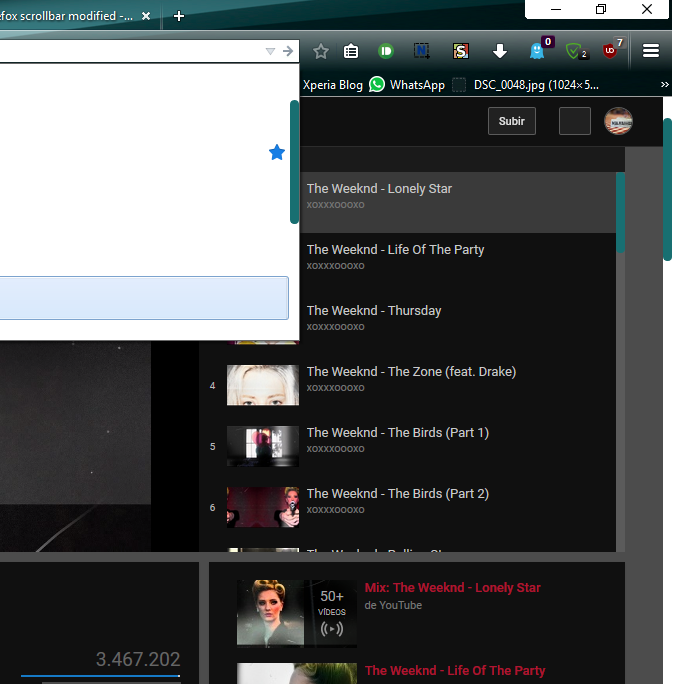 efox scrollbar modified -...
0
2
7
Xperia Blog
WhatsApp
DSC_0048.jpg (1024×5...
Subir
The Weeknd - Lonely Star
xoxxxoooxo
The Weeknd - Life Of The Party
xoxxxoooxo
The Weeknd - Thursday
xoxxxoooxo
4
The Weeknd - The Zone (feat. Drake)
xoxxxoooxo
5
The Weeknd - The Birds (Part 1)
xoxxxoooxo
6
The Weeknd - The Birds (Part 2)
xoxxxoooxo
50+
VÍDEOS
Mix: The Weeknd - Lonely Star
de YouTube
3.467.202
The Weeknd - Life Of The Party